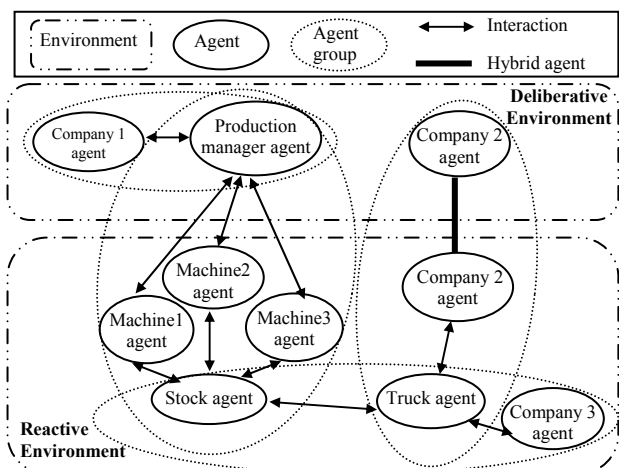 Environment
Agent
Agent
group
Interaction
Hybrid agent
Deliberative
Environment
Company 1
agent
Production
manager agent
Company 2
agent
Machine2
agent
Company 2
agent
Machine1
agent
Machine3
agent
Stock agent
Truck agent
Company 3
agent
Reactive
Environment